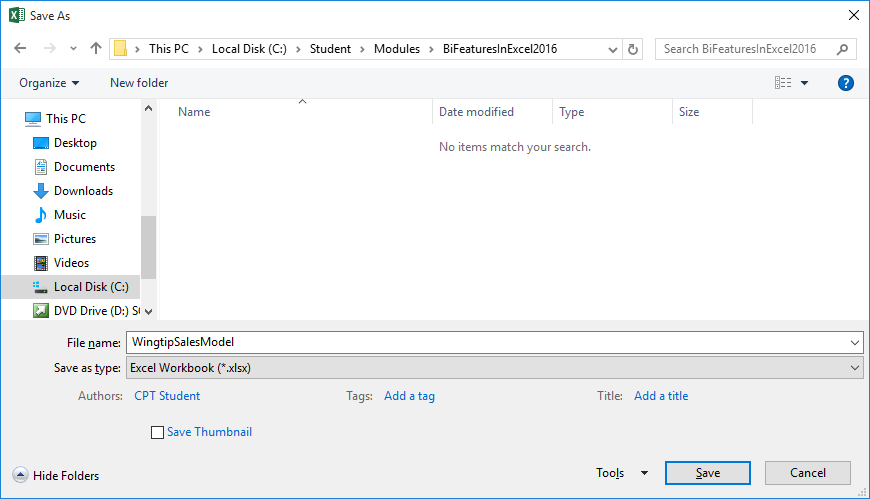 Save As
This PC > Local Disk (C:) > Student > Modules > BiFeaturesInExcel2016
Search BiFeaturesInExcel2016
Organize New folder ?
Name Date modified Type Size
No items match your search.
This PC
Desktop
Documents
Downloads
Music
Pictures
Videos
Local Disk (C:)
DVD Drive (D:)
File name: WingtipSalesModel
Save as type: Excel Workbook (*.xlsx)
Authors: CPT Student Tags: Add a tag Title: Add a title
Save Thumbnail
Hide Folders Tools Save Cancel